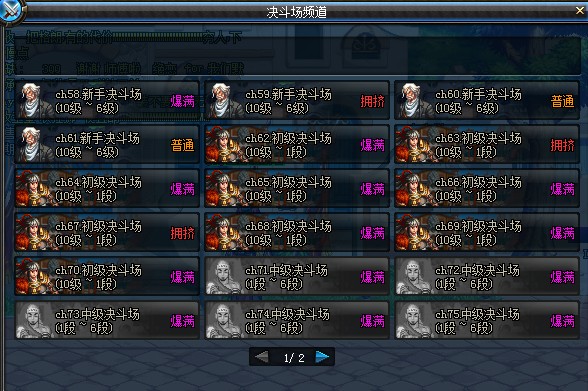 决斗场频道
ch58.新手决斗场
(10级 ~ 6级)
爆满
ch59.新手决斗场
(10级 ~ 6级)
拥挤
ch60.新手决斗场
(10级 ~ 6级)
普通
ch61.新手决斗场
(10级 ~ 6级)
普通
ch62.初级决斗场
(10级 ~ 1段)
爆满
ch63.初级决斗场
(10级 ~ 1段)
拥挤
ch64.初级决斗场
(10级 ~ 1段)
爆满
ch65.初级决斗场
(10级 ~ 1段)
爆满
ch66.初级决斗场
(10级 ~ 1段)
爆满
ch67.初级决斗场
(10级 ~ 1段)
拥挤
ch68.初级决斗场
(10级 ~ 1段)
爆满
ch69.初级决斗场
(10级 ~ 1段)
爆满
ch70.初级决斗场
(10级 ~ 1段)
爆满
ch71.中级决斗场
(1段 ~ 6段)
爆满
ch72.中级决斗场
(1段 ~ 6段)
爆满
ch73.中级决斗场
(1段 ~ 6段)
爆满
ch74.中级决斗场
(1段 ~ 6段)
爆满
ch75.中级决斗场
(1段 ~ 6段)
爆满
1/ 2